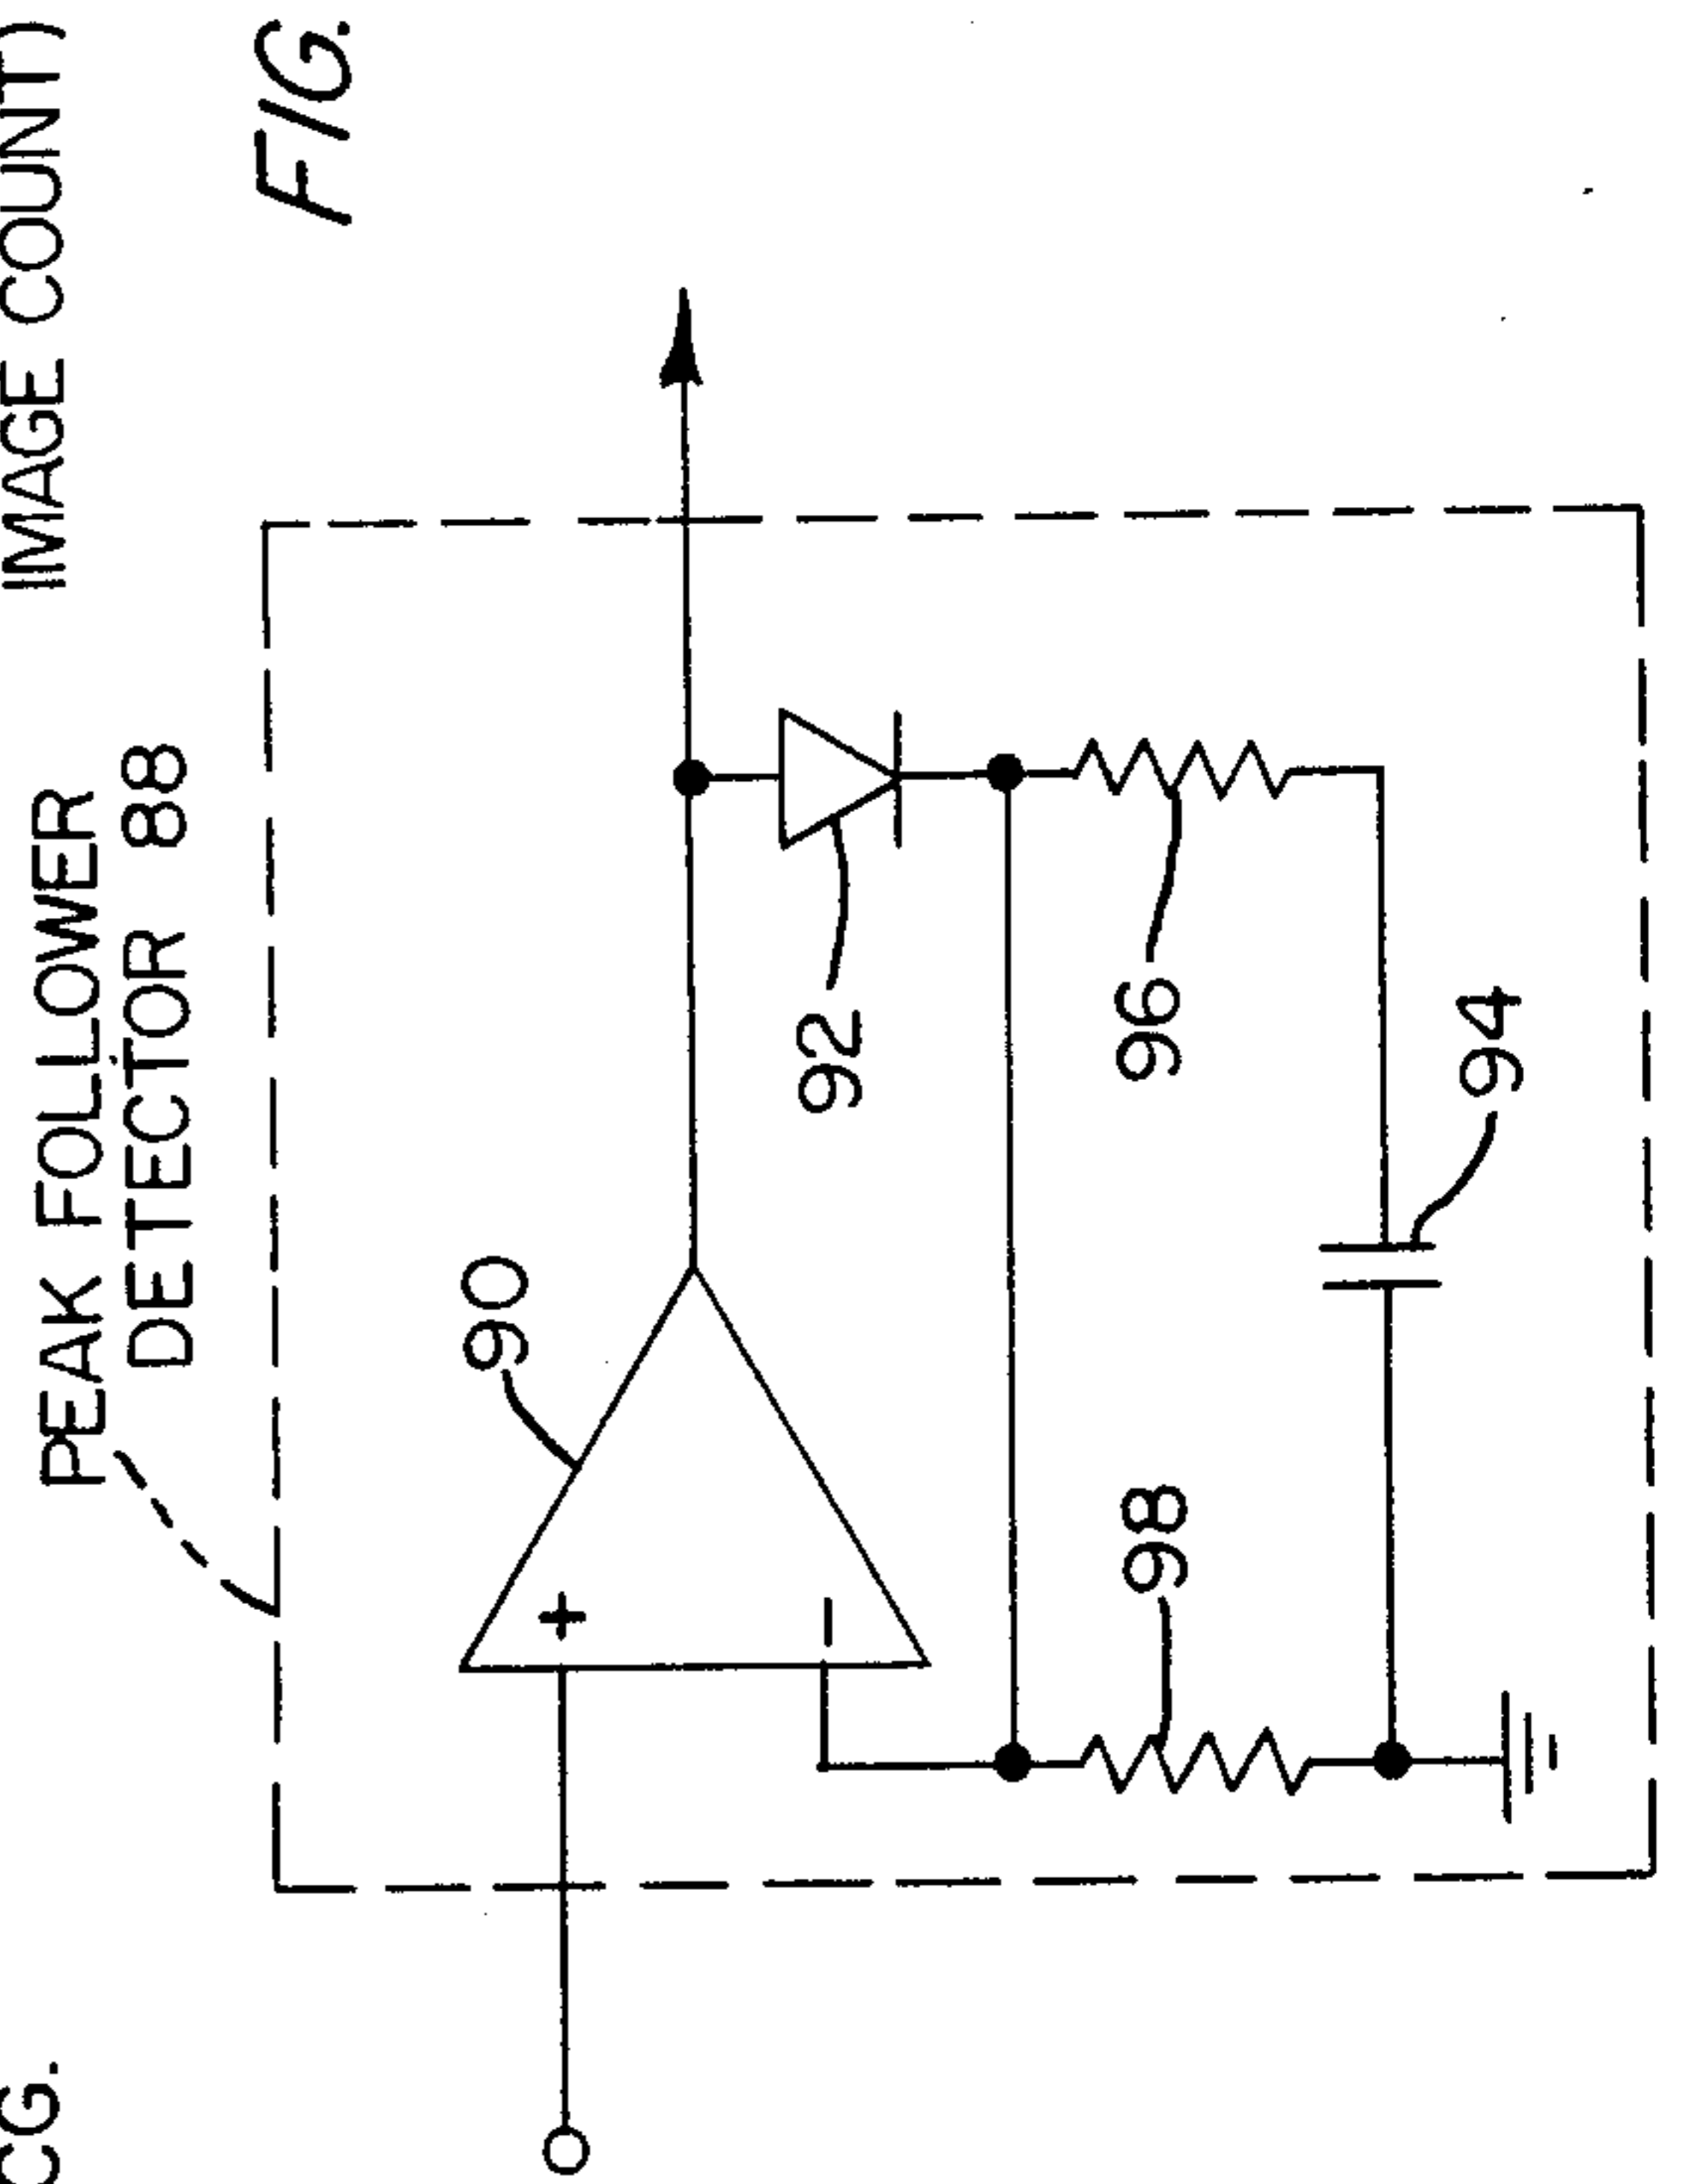 IMAGE COUNT)
FIG.
PEAK FOLLOWER
DETECTOR 88
90
+
−
92
96
98
94
CG.